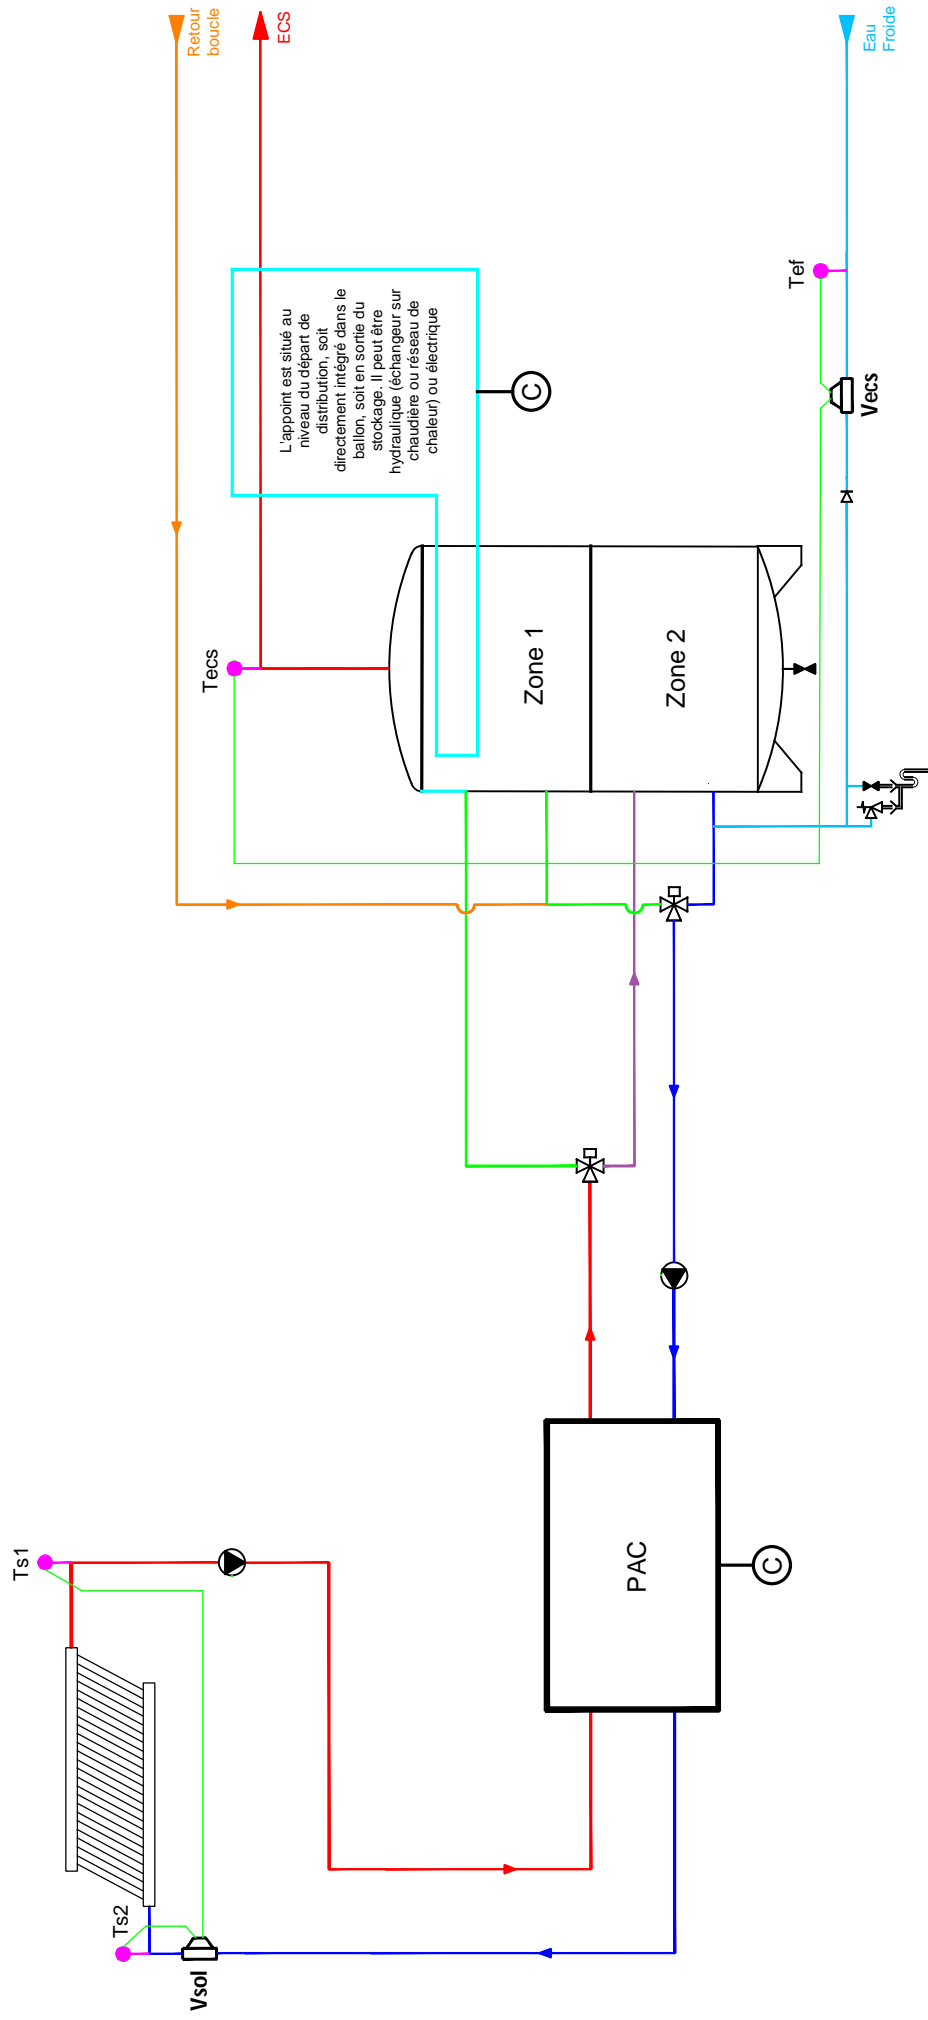 Ts1
Ts2
Vsol
PAC
C
Tecs
Zone 1
Zone 2
L'appoint est situé au
niveau du départ de
distribution, soit
directement intégré dans le
ballon, soit en sortie du
stockage. Il peut être
hydraulique (échangeur sur
chaudière ou réseau de
chaleur) ou électrique
C
Retour
boucle
ECS
Tef
Vecs
Eau
Froide